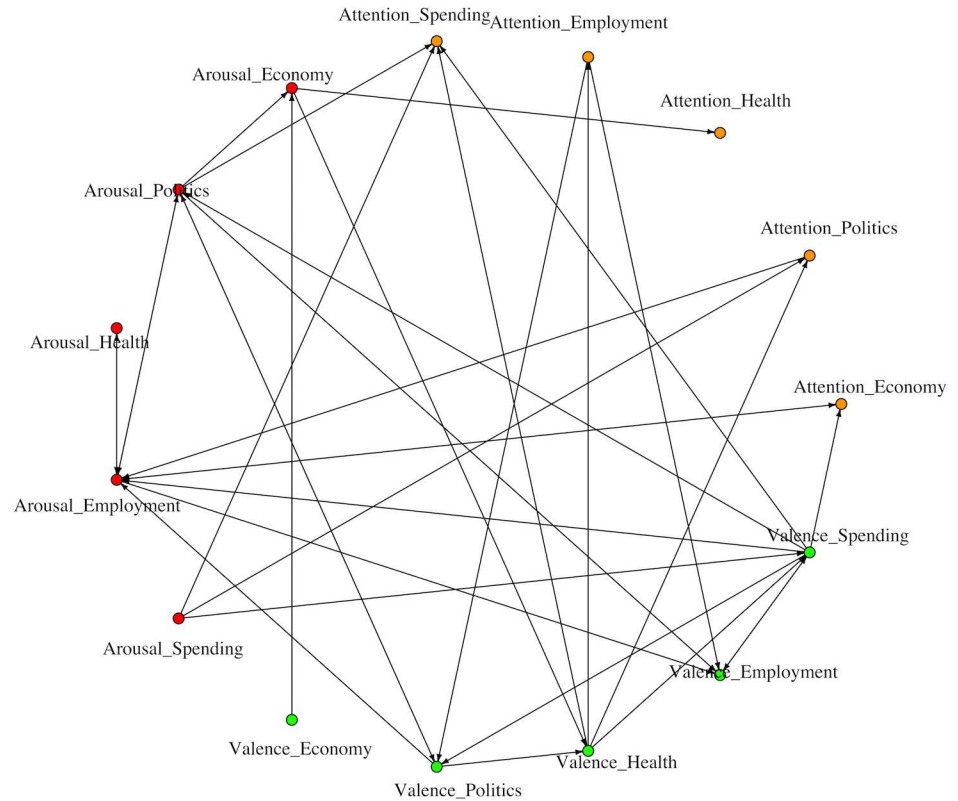 Attention_Spending
Attention_Employment
Arousal_Economy
Attention_Health
Arousal_Politics
Attention_Politics
Arousal_Health
Attention_Economy
Arousal_Employment
Valence_Spending
Arousal_Spending
Valence_Employment
Valence_Economy
Valence_Health
Valence_Politics